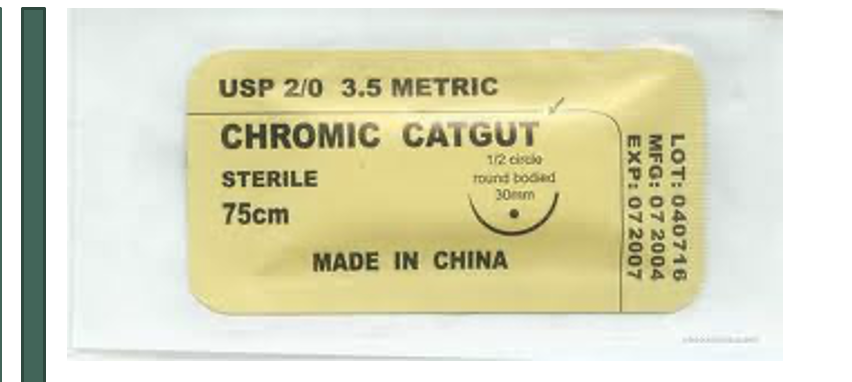 USP 2/0 3.5 METRIC
CHROMIC CATGUT
1/2 circle
round bodied
30mm
STERILE
75cm
MADE IN CHINA
LOT: 040716
MFG: 07 2004
EXP: 07 2007